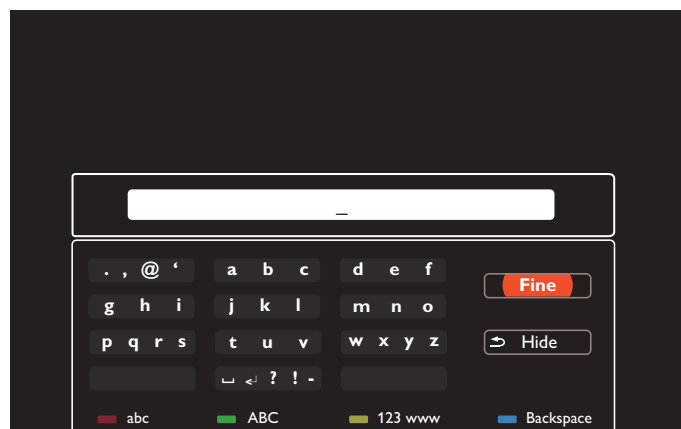 _
. , @ ‘ a b c d e f Fine
g h i j k l m n o
p q r s t u v w x y z Hide
␣ ↲ ? ! -
abc ABC 123 www Backspace